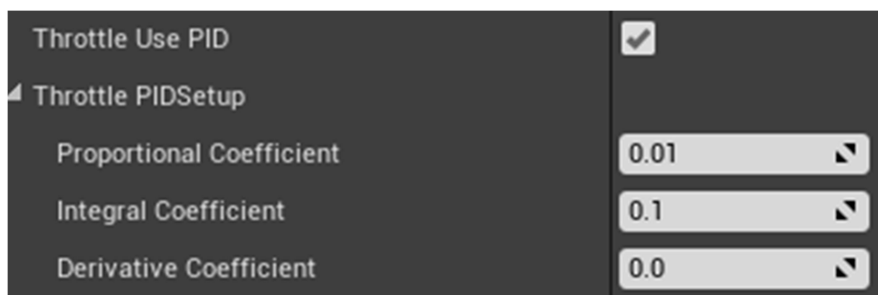 Throttle Use PID
Throttle PIDSetup
Proportional Coefficient 0.01
Integral Coefficient 0.1
Derivative Coefficient 0.0